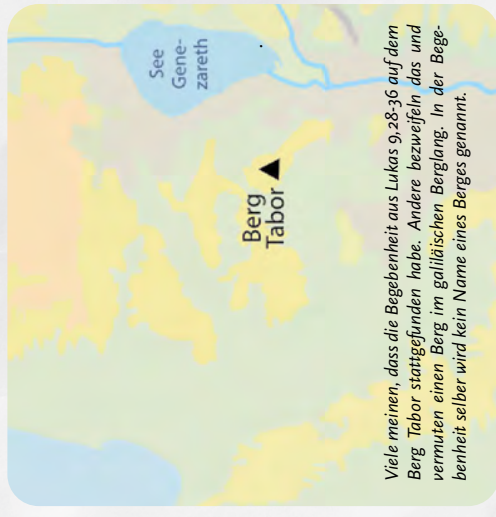 See
Gene-
zareth
Berg
Tabor
Viele meinen, dass die Begebenheit aus Lukas 9,28-36 auf dem
Berg Tabor stattgefunden habe. Andere bezweifeln das und
vermuten einen Berg im galiläischen Berglang. In der Bege-
benheit selber wird kein Name eines Berges genannt.